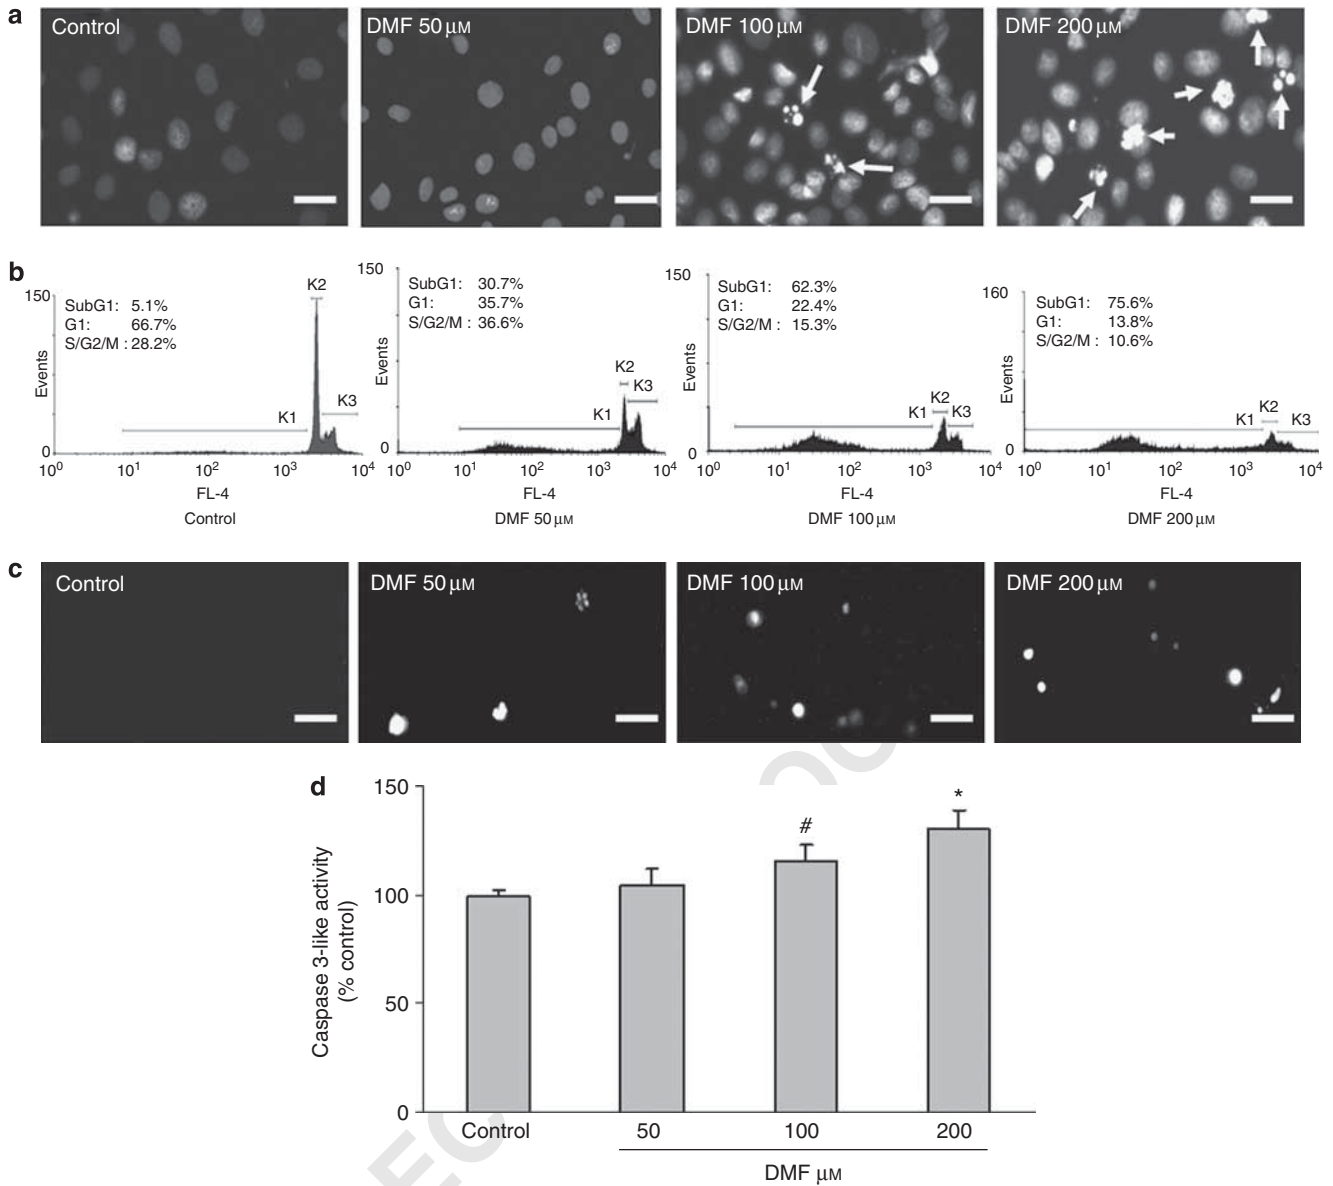 a
Control
DMF 50 μM
DMF 100 μM
DMF 200 μM
b
150
SubG1: 5.1%
G1: 66.7%
S/G2/M : 28.2%
K2
K1
K3
Events
0
10⁰ 10¹ 10² 10³ 10⁴
FL-4
Control
150
SubG1: 30.7%
G1: 35.7%
S/G2/M : 36.6%
K2
K3
K1
Events
0
10⁰ 10¹ 10² 10³ 10⁴
FL-4
DMF 50 μM
150
SubG1: 62.3%
G1: 22.4%
S/G2/M : 15.3%
K2
K1 K3
Events
0
10⁰ 10¹ 10² 10³ 10⁴
FL-4
DMF 100 μM
160
SubG1: 75.6%
G1: 13.8%
S/G2/M : 10.6%
K2
K1 K3
Events
0
10⁰ 10¹ 10² 10³ 10⁴
FL-4
DMF 200 μM
c
Control
DMF 50 μM
DMF 100 μM
DMF 200 μM
d
Caspase 3-like activity
(% control)
150
100
50
0
#
*
Control 50 100 200
DMF μM